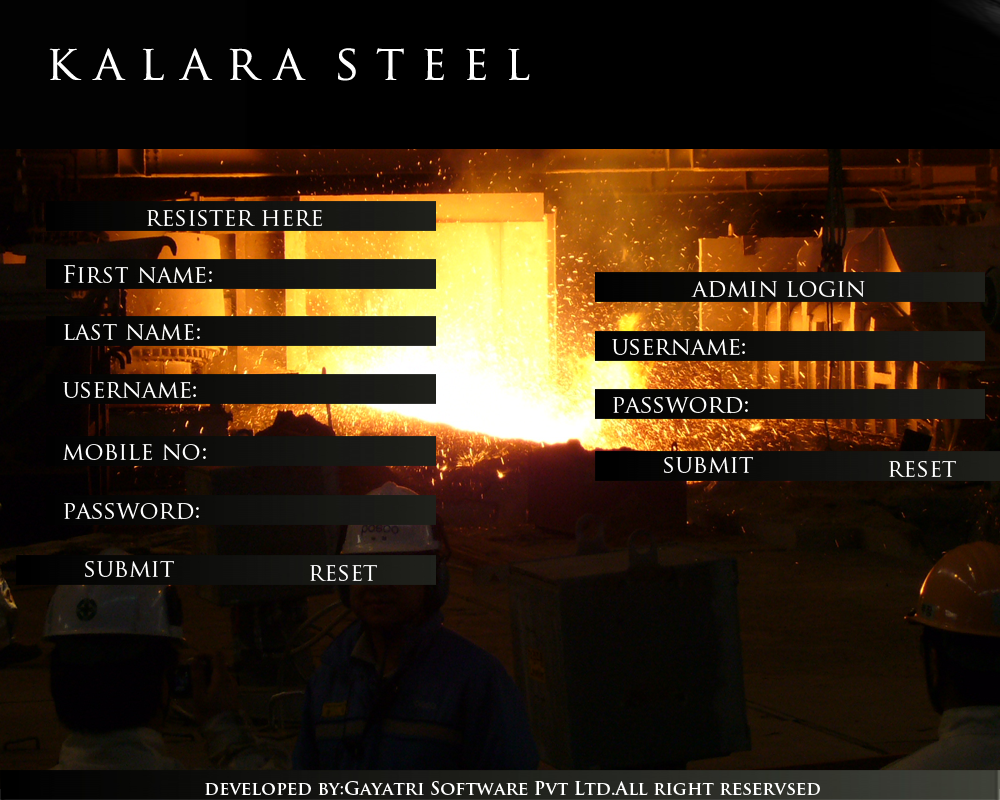 KALARA STEEL
RESISTER HERE
FIRST NAME:
LAST NAME:
USERNAME:
MOBILE NO:
PASSWORD:
SUBMIT RESET
ADMIN LOGIN
USERNAME:
PASSWORD:
SUBMIT RESET
DEVELOPED BY:GAYATRI SOFTWARE PVT LTD.ALL RIGHT RESERVSED